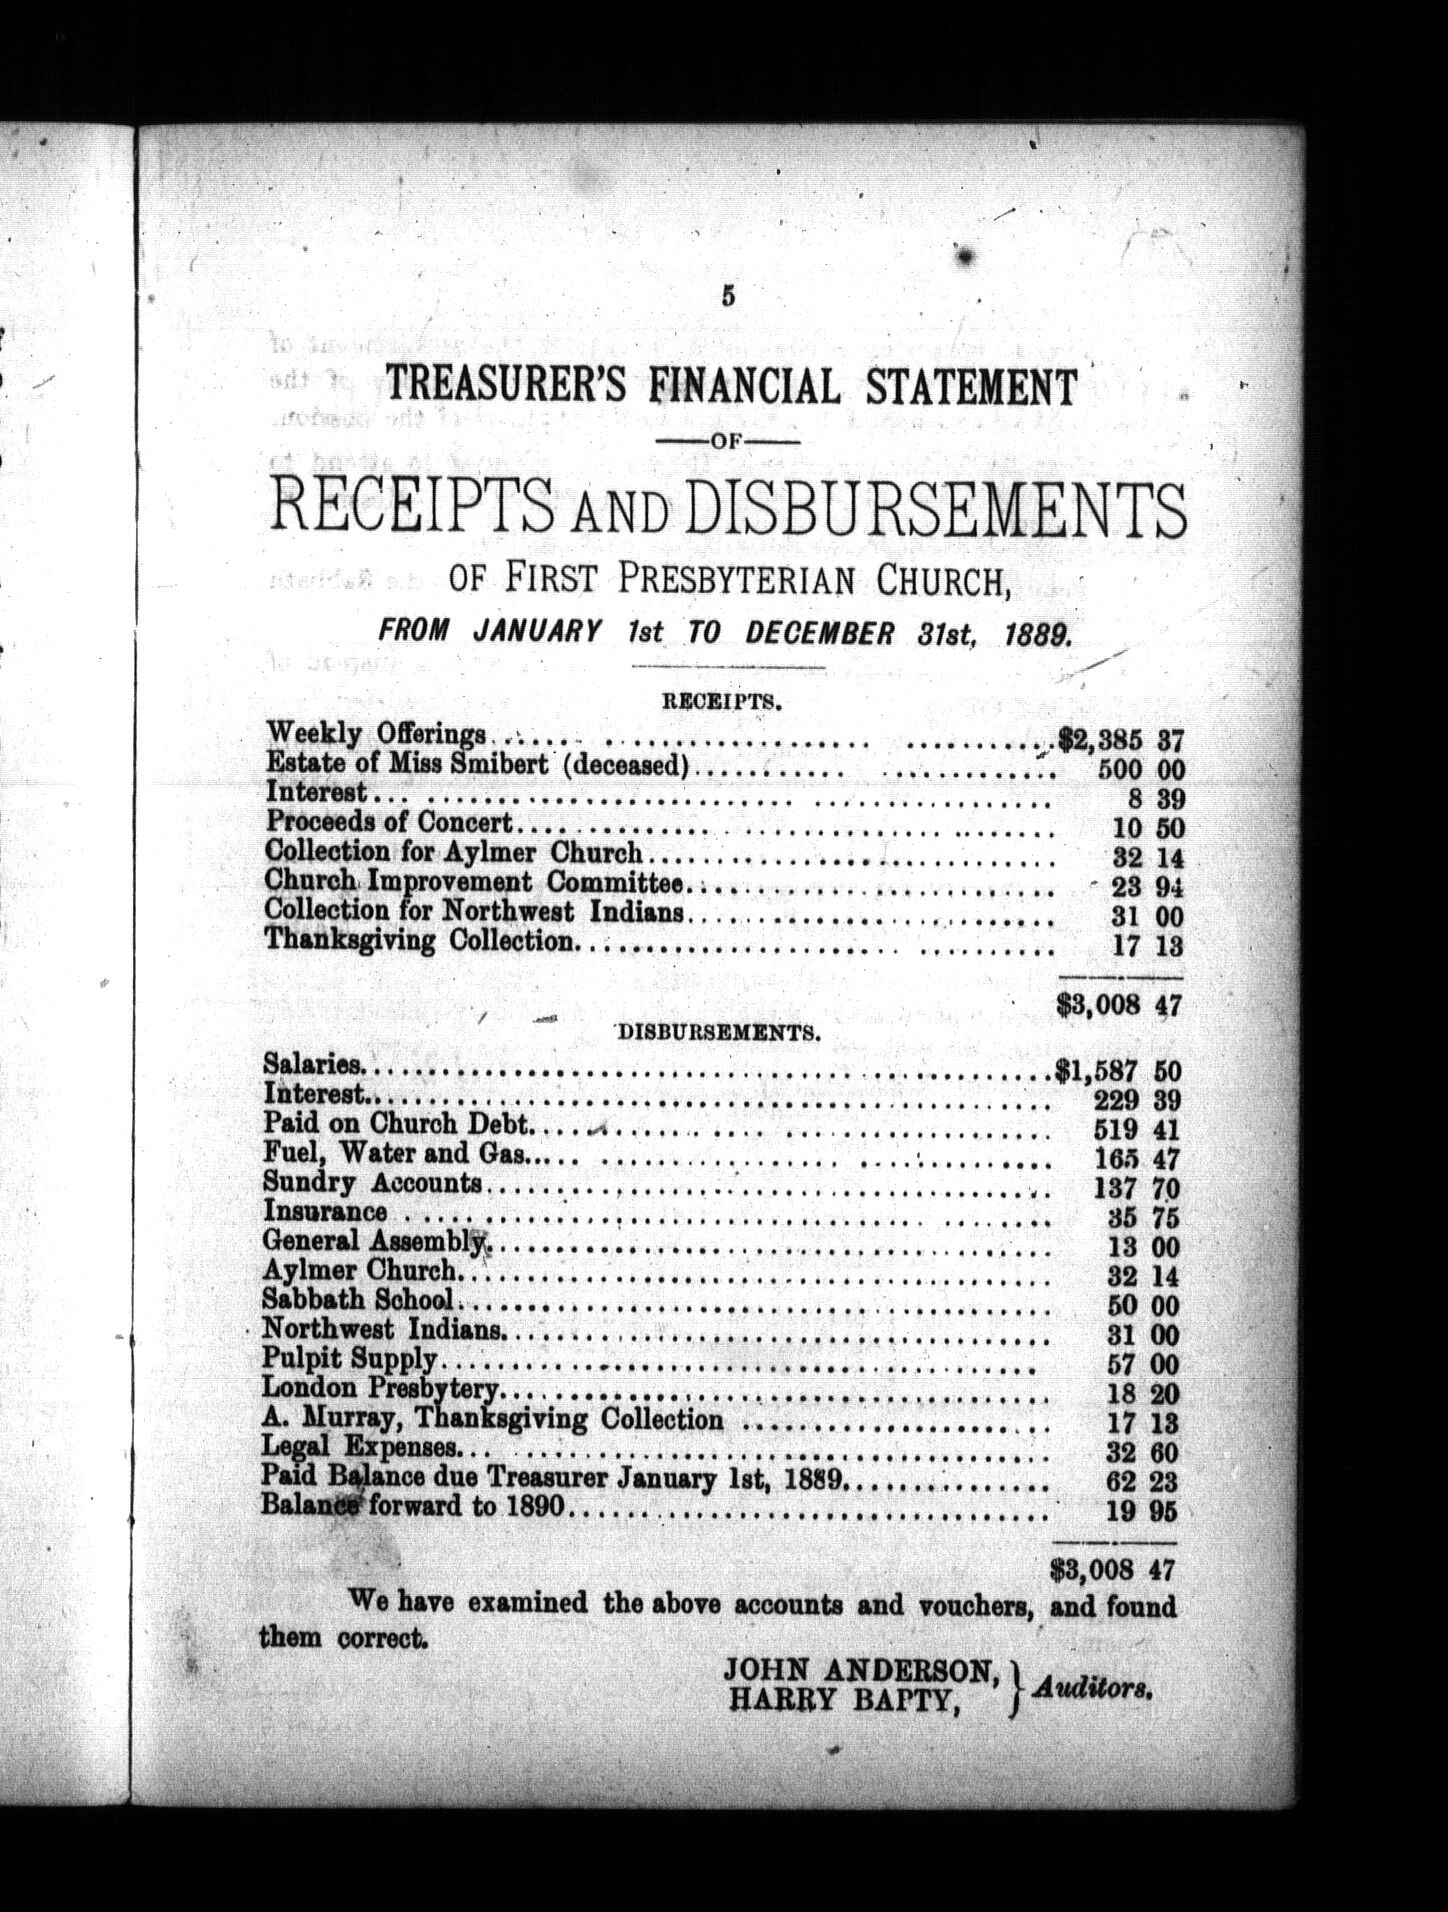 5
TREASURER'S FINANCIAL STATEMENT
——OF——
RECEIPTS AND DISBURSEMENTS
OF FIRST PRESBYTERIAN CHURCH,
FROM JANUARY 1st TO DECEMBER 31st, 1889.
RECEIPTS.
Weekly Offerings........................................$2,385 37
Estate of Miss Smibert (deceased)........................ 500 00
Interest................................................ 8 39
Proceeds of Concert..................................... 10 50
Collection for Aylmer Church............................ 32 14
Church Improvement Committee............................ 23 94
Collection for Northwest Indians........................ 31 00
Thanksgiving Collection................................. 17 13
$3,008 47
DISBURSEMENTS.
Salaries................................................$1,587 50
Interest................................................ 229 39
Paid on Church Debt..................................... 519 41
Fuel, Water and Gas..................................... 165 47
Sundry Accounts......................................... 137 70
Insurance............................................... 35 75
General Assembly........................................ 13 00
Aylmer Church........................................... 32 14
Sabbath School.......................................... 50 00
Northwest Indians....................................... 31 00
Pulpit Supply........................................... 57 00
London Presbytery....................................... 18 20
A. Murray, Thanksgiving Collection ..................... 17 13
Legal Expenses.......................................... 32 60
Paid Balance due Treasurer January 1st, 1889............... 62 23
Balance forward to 1890................................. 19 95
$3,008 47
We have examined the above accounts and vouchers, and found
them correct.
JOHN ANDERSON, } Auditors.
HARRY BAPTY,